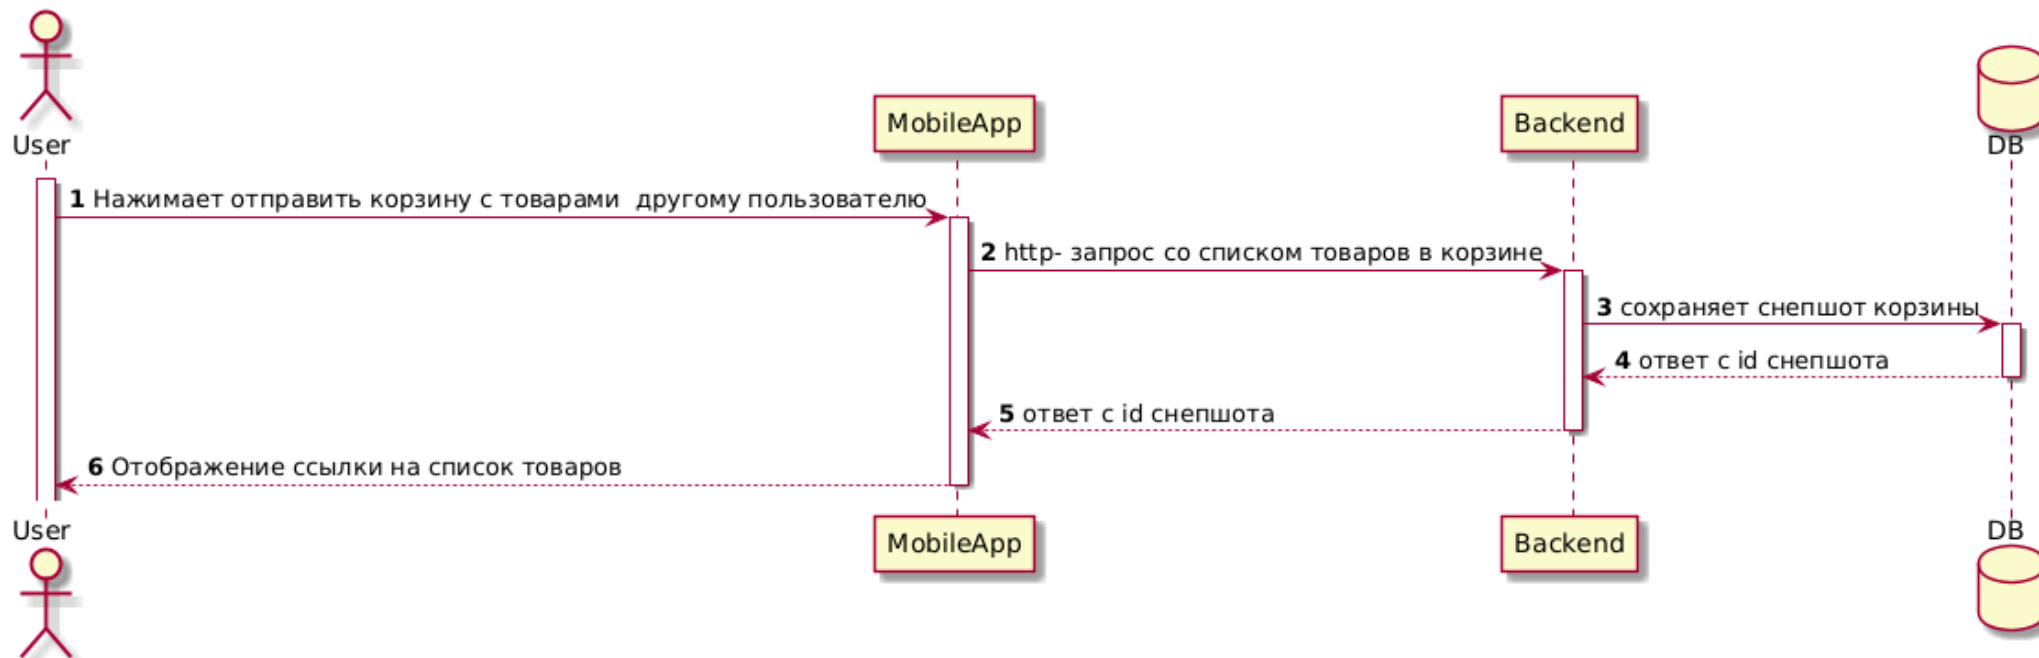 User
MobileApp
Backend
DB
1 Нажимает отправить корзину с товарами  другому пользователю
2 http- запрос со списком товаров в корзине
3 сохраняет снепшот корзины
4 ответ с id снепшота
5 ответ с id снепшота
6 Отображение ссылки на список товаров
User
MobileApp
Backend
DB